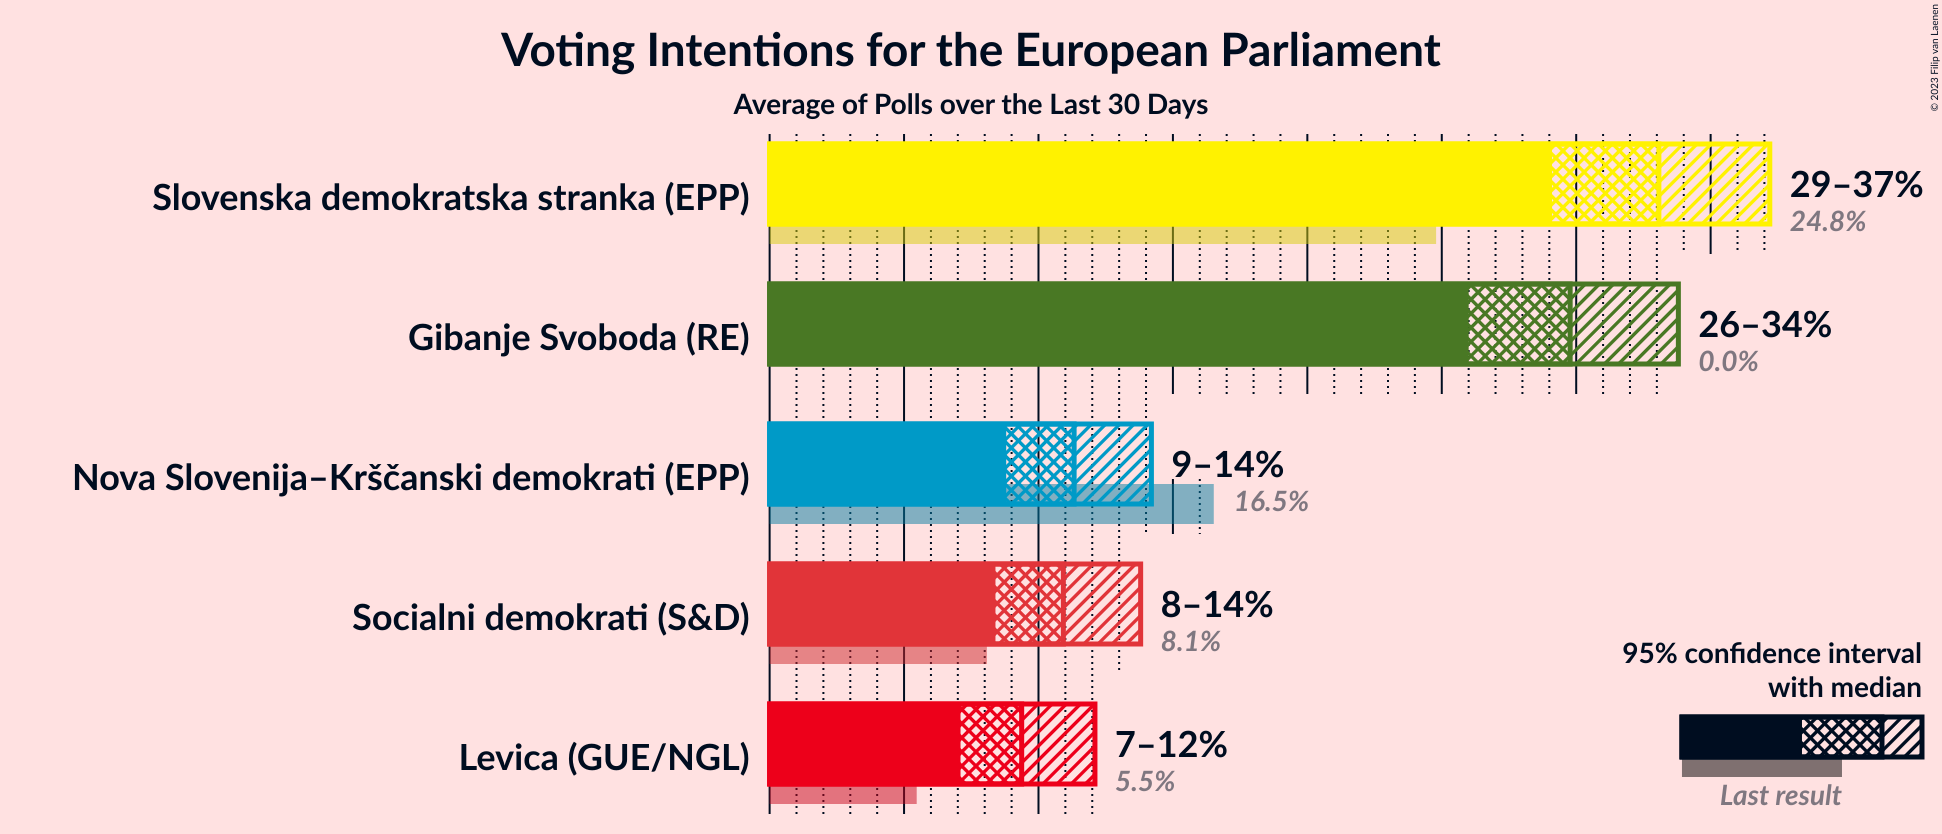 Voting Intentions for the European Parliament
Average of Polls over the Last 30 Days
© 2023 Filip van Laenen
Slovenska demokratska stranka (EPP)
29–37%
24.8%
Gibanje Svoboda (RE)
26–34%
0.0%
Nova Slovenija–Krščanski demokrati (EPP)
9–14%
16.5%
Socialni demokrati (S&D)
8–14%
8.1%
Levica (GUE/NGL)
7–12%
5.5%
95% confidence interval
with median
Last result